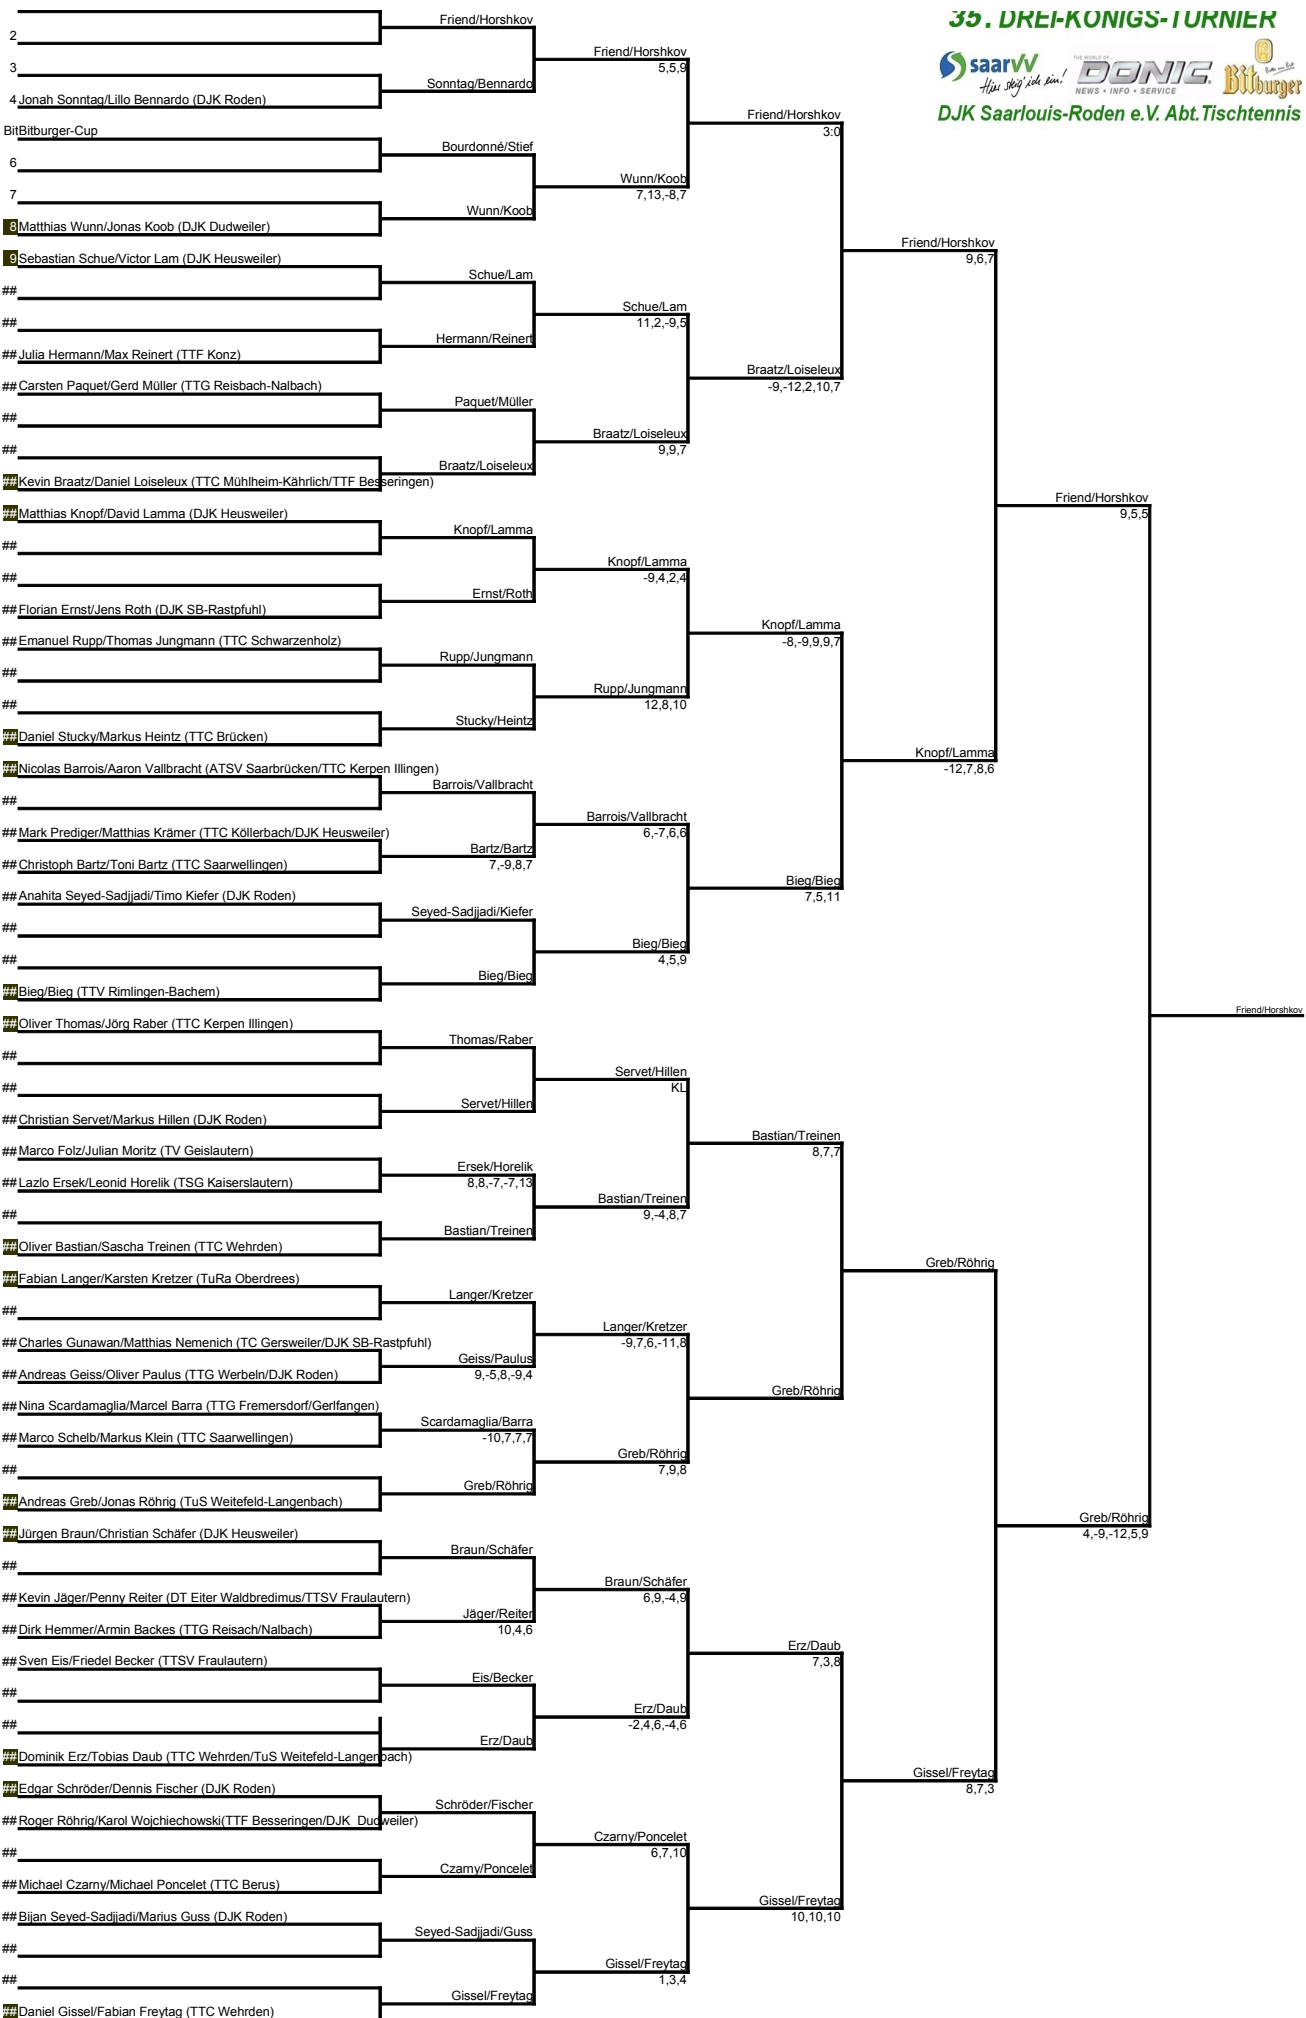 35. DREI-KÖNIGS-TURNIER
saarVV
Hier steig' ich ein!
THE WORLD OF...
DONIC
NEWS • INFO • SERVICE
Bitburger
DJK Saarlouis-Roden e.V. Abt.Tischtennis
Friend/Horshkov
2
Friend/Horshkov
5,5,9
3
Sonntag/Bennardo
4 Jonah Sonntag/Lillo Bennardo (DJK Roden)
Friend/Horshkov
3:0
BitBitburger-Cup
Bourdonné/Stief
6
Wunn/Koob
7,13,-8,7
7
Wunn/Koob
8 Matthias Wunn/Jonas Koob (DJK Dudweiler)
Friend/Horshkov
9,6,7
9 Sebastian Schue/Victor Lam (DJK Heusweiler)
Schue/Lam
##
Schue/Lam
11,2,-9,5
##
Hermann/Reinert
## Julia Hermann/Max Reinert (TTF Konz)
Braatz/Loiseleux
-9,-12,2,10,7
## Carsten Paquet/Gerd Müller (TTG Reisbach-Nalbach)
Paquet/Müller
##
Braatz/Loiseleux
9,9,7
##
Braatz/Loiseleux
## Kevin Braatz/Daniel Loiseleux (TTC Mühlheim-Kährlich/TTF Besseringen)
Friend/Horshkov
9,5,5
## Matthias Knopf/David Lamma (DJK Heusweiler)
Knopf/Lamma
##
Knopf/Lamma
-9,4,2,4
##
Ernst/Roth
## Florian Ernst/Jens Roth (DJK SB-Rastpfuhl)
Knopf/Lamma
-8,-9,9,9,7
## Emanuel Rupp/Thomas Jungmann (TTC Schwarzenholz)
Rupp/Jungmann
##
Rupp/Jungmann
12,8,10
##
Stucky/Heintz
## Daniel Stucky/Markus Heintz (TTC Brücken)
Knopf/Lamma
-12,7,8,6
## Nicolas Barrois/Aaron Vallbracht (ATSV Saarbrücken/TTC Kerpen Illingen)
Barrois/Vallbracht
##
Barrois/Vallbracht
6,-7,6,6
## Mark Prediger/Matthias Krämer (TTC Köllerbach/DJK Heusweiler)
Bartz/Bartz
7,-9,8,7
## Christoph Bartz/Toni Bartz (TTC Saarwellingen)
Bieg/Bieg
7,5,11
## Anahita Seyed-Sadjjadi/Timo Kiefer (DJK Roden)
Seyed-Sadjjadi/Kiefer
##
Bieg/Bieg
4,5,9
##
Bieg/Bieg
## Bieg/Bieg (TTV Rimlingen-Bachem)
Friend/Horshkov
## Oliver Thomas/Jörg Raber (TTC Kerpen Illingen)
Thomas/Raber
##
Servet/Hillen
KL
##
Servet/Hillen
## Christian Servet/Markus Hillen (DJK Roden)
Bastian/Treinen
8,7,7
## Marco Folz/Julian Moritz (TV Geislautern)
Ersek/Horelik
8,8,-7,-7,13
## Lazlo Ersek/Leonid Horelik (TSG Kaiserslautern)
Bastian/Treinen
9,-4,8,7
##
Bastian/Treinen
## Oliver Bastian/Sascha Treinen (TTC Wehrden)
Greb/Röhrig
## Fabian Langer/Karsten Kretzer (TuRa Oberdrees)
Langer/Kretzer
##
Langer/Kretzer
-9,7,6,-11,8
## Charles Gunawan/Matthias Nemenich (TC Gersweiler/DJK SB-Rastpfuhl)
Geiss/Paulus
9,-5,8,-9,4
## Andreas Geiss/Oliver Paulus (TTG Werbeln/DJK Roden)
Greb/Röhrig
## Nina Scardamaglia/Marcel Barra (TTG Fremersdorf/Gerlfangen)
Scardamaglia/Barra
-10,7,7,7
## Marco Schelb/Markus Klein (TTC Saarwellingen)
Greb/Röhrig
7,9,8
##
Greb/Röhrig
## Andreas Greb/Jonas Röhrig (TuS Weitefeld-Langenbach)
Greb/Röhrig
4,-9,-12,5,9
## Jürgen Braun/Christian Schäfer (DJK Heusweiler)
Braun/Schäfer
##
Braun/Schäfer
6,9,-4,9
## Kevin Jäger/Penny Reiter (DT Eiter Waldbredimus/TTSV Fraulautern)
Jäger/Reiter
10,4,6
## Dirk Hemmer/Armin Backes (TTG Reisach/Nalbach)
Erz/Daub
7,3,8
## Sven Eis/Friedel Becker (TTSV Fraulautern)
Eis/Becker
##
Erz/Daub
-2,4,6,-4,6
##
Erz/Daub
## Dominik Erz/Tobias Daub (TTC Wehrden/TuS Weitefeld-Langenbach)
Gissel/Freytag
8,7,3
## Edgar Schröder/Dennis Fischer (DJK Roden)
Schröder/Fischer
## Roger Röhrig/Karol Wojchiechowski(TTF Besseringen/DJK Dudweiler)
Czarny/Poncelet
6,7,10
##
Czarny/Poncelet
## Michael Czarny/Michael Poncelet (TTC Berus)
Gissel/Freytag
10,10,10
## Bijan Seyed-Sadjjadi/Marius Guss (DJK Roden)
Seyed-Sadjjadi/Guss
##
Gissel/Freytag
1,3,4
##
Gissel/Freytag
## Daniel Gissel/Fabian Freytag (TTC Wehrden)